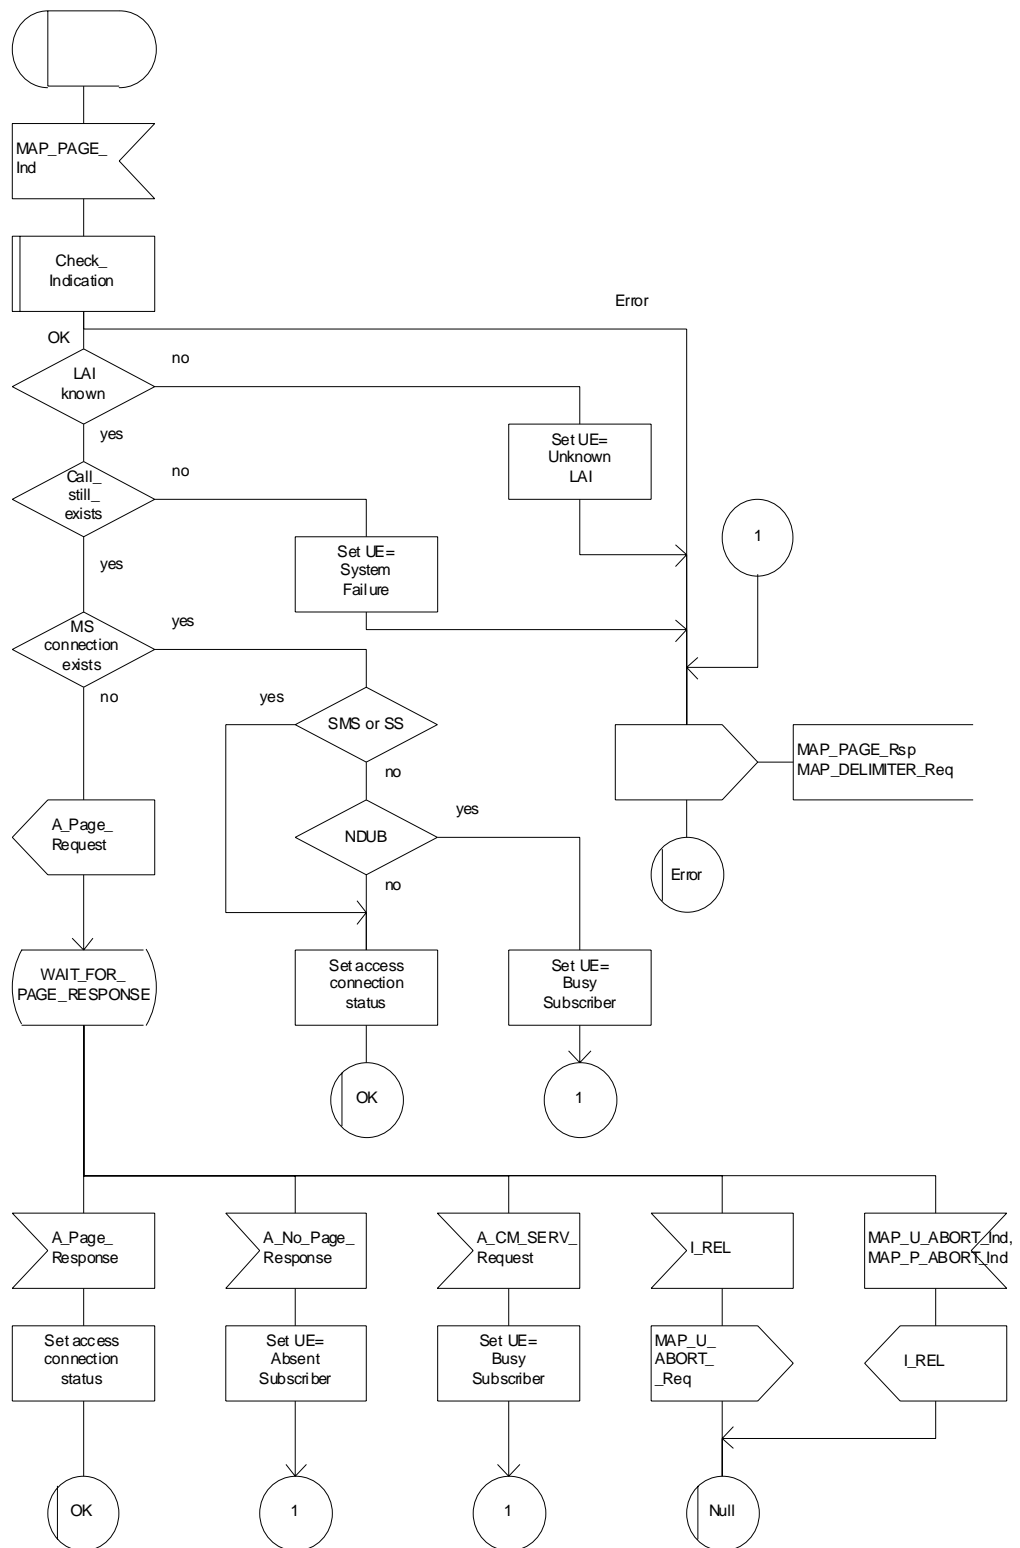 MAP_PAGE_
Ind
Check_
Indication
Error
OK
no
LAI
known
yes
Set UE=
Unknown
LAI
no
Call_
still_
exists
1
yes
Set UE=
System
Failure
yes
MS
connection
exists
no
yes
SMS or SS
no
MAP_PAGE_Rsp
MAP_DELIMITER_Req
A_Page_
Request
yes
NDUB
no
Error
WAIT_FOR_
PAGE_RESPONSE
Set access
connection
status
Set UE=
Busy
Subscriber
OK
1
A_Page_
Response
A_No_Page_
Response
A_CM_SERV_
Request
I_REL
MAP_U_ABORT_Ind,
MAP_P_ABORT_Ind
Set access
connection
status
Set UE=
Absent
Subscriber
Set UE=
Busy
Subscriber
MAP_U_
ABORT_
_Req
I_REL
OK
1
1
Null